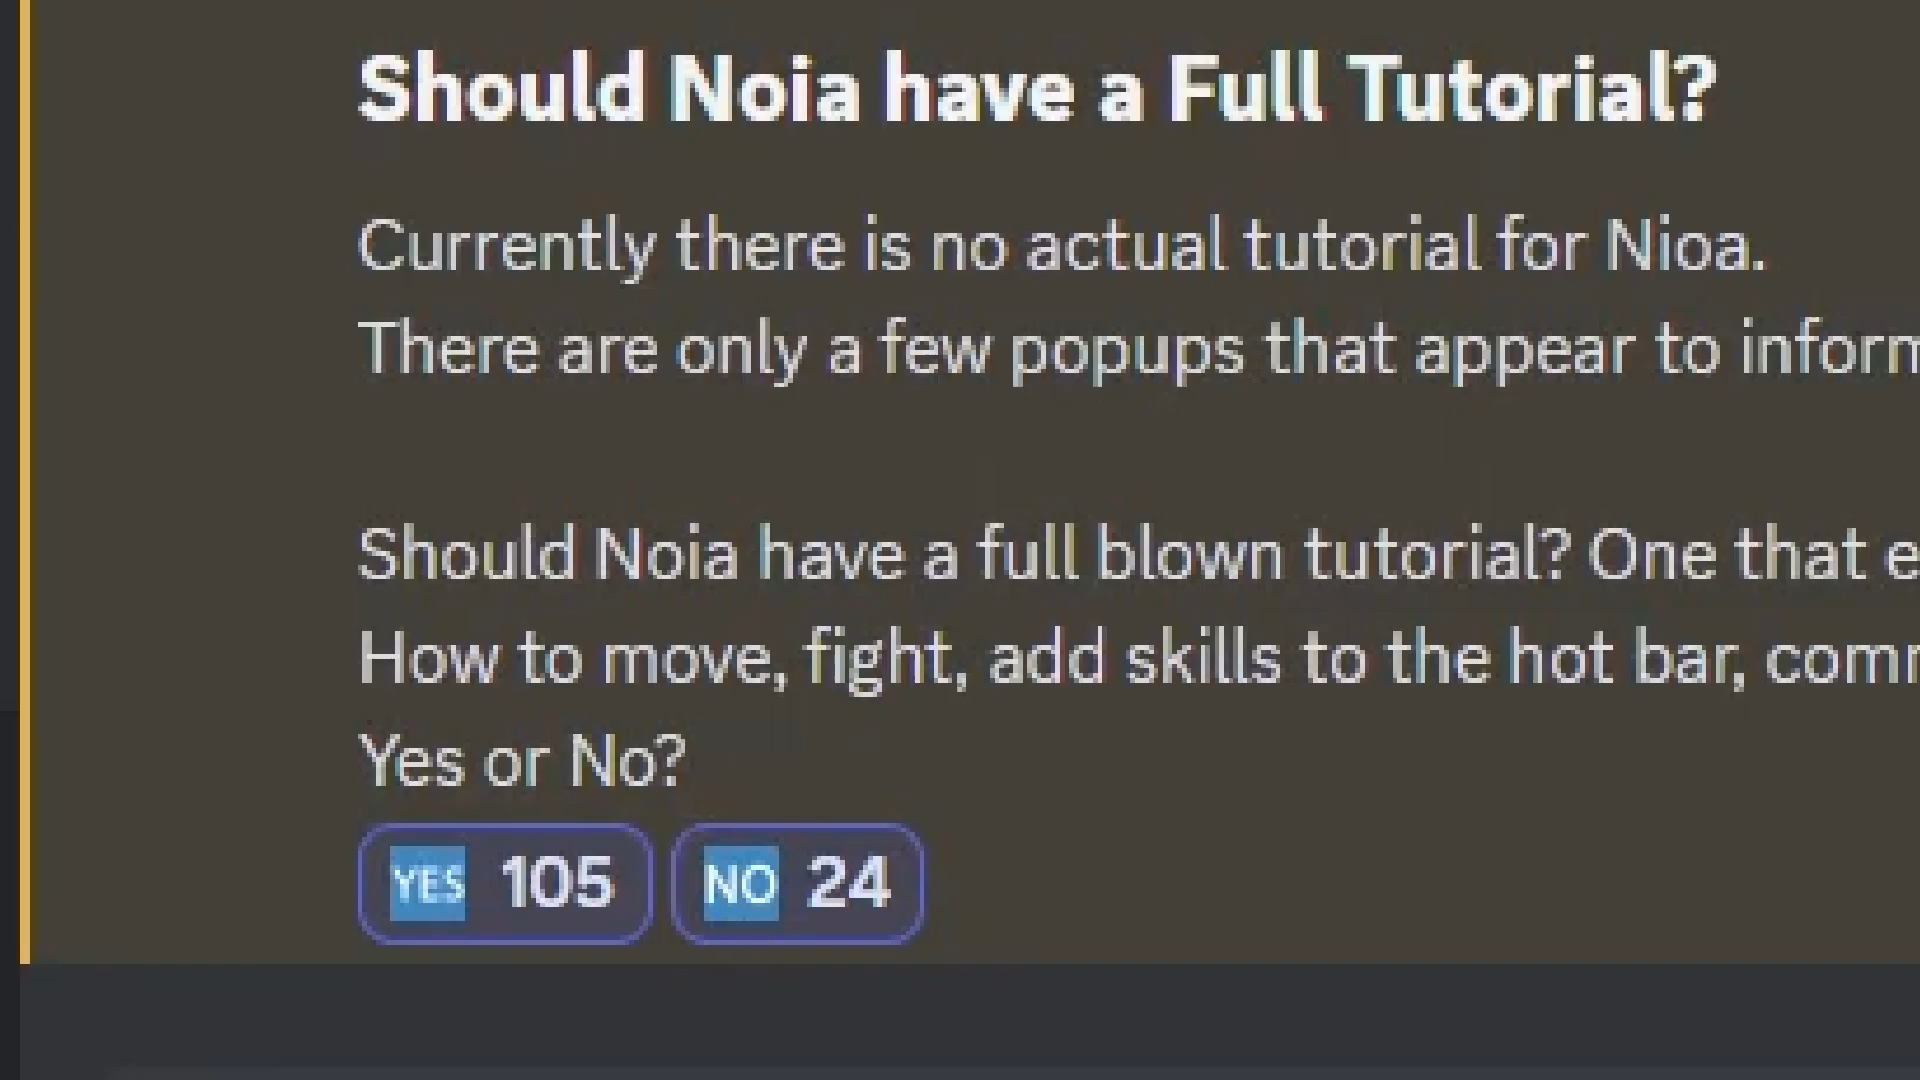 Should Noia have a Full Tutorial?
Currently there is no actual tutorial for Nioa.
There are only a few popups that appear to inform
Should Noia have a full blown tutorial? One that e
How to move, fight, add skills to the hot bar, comm
Yes or No?
YES 105 NO 24